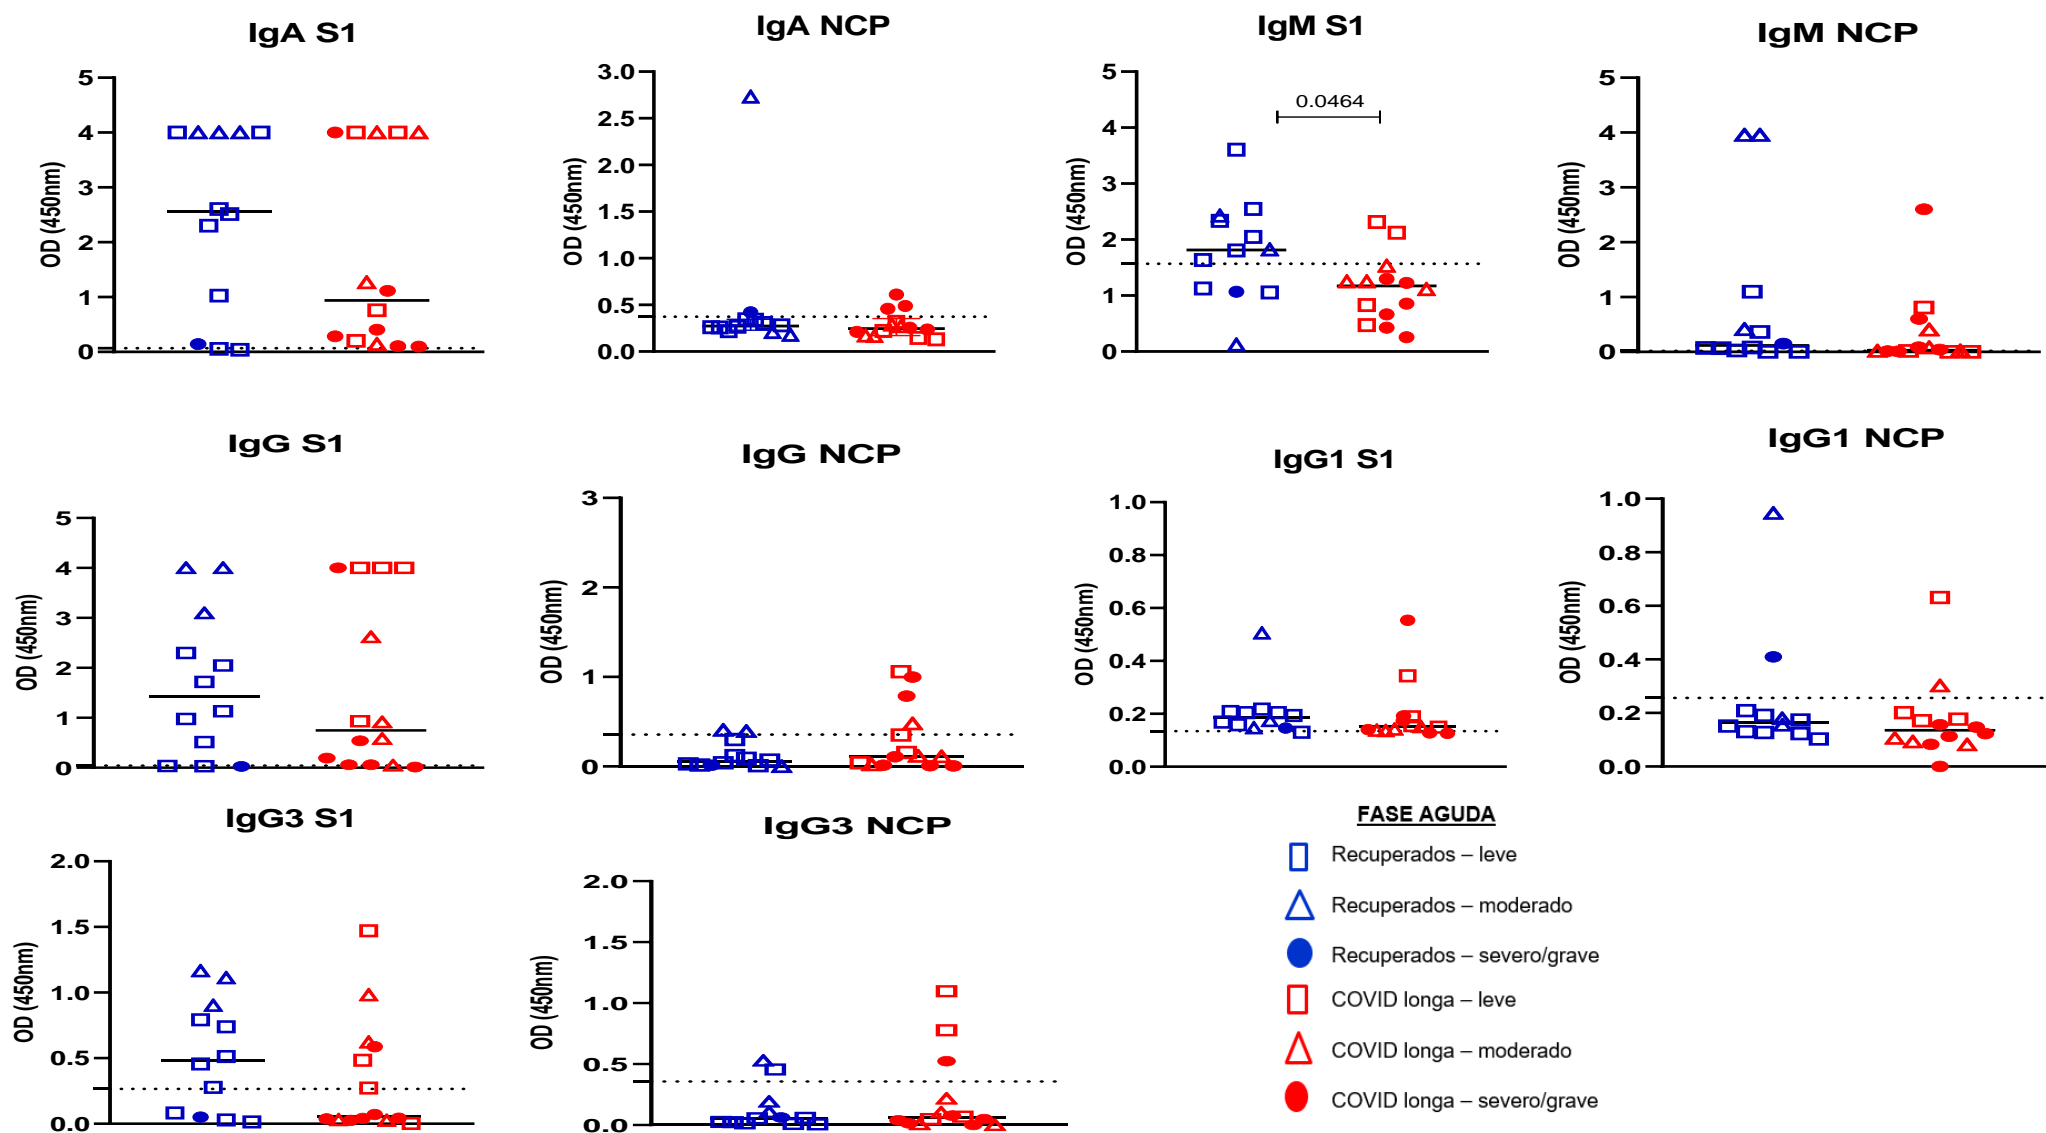 IgA S1
OD (450nm)
5
4
3
2
1
0
IgA NCP
OD (450nm)
3.0
2.5
2.0
1.5
1.0
0.5
0.0
IgM S1
OD (450nm)
5
4
3
2
1
0
0.0464
IgM NCP
OD (450nm)
5
4
3
2
1
0
IgG S1
OD (450nm)
5
4
3
2
1
0
IgG NCP
OD (450nm)
3
2
1
0
IgG1 S1
OD (450nm)
1.0
0.8
0.6
0.4
0.2
0.0
IgG1 NCP
OD (450nm)
1.0
0.8
0.6
0.4
0.2
0.0
IgG3 S1
OD (450nm)
2.0
1.5
1.0
0.5
0.0
IgG3 NCP
OD (450nm)
2.0
1.5
1.0
0.5
0.0
FASE AGUDA
Recuperados – leve
Recuperados – moderado
Recuperados – severo/grave
COVID longa – leve
COVID longa – moderado
COVID longa – severo/grave